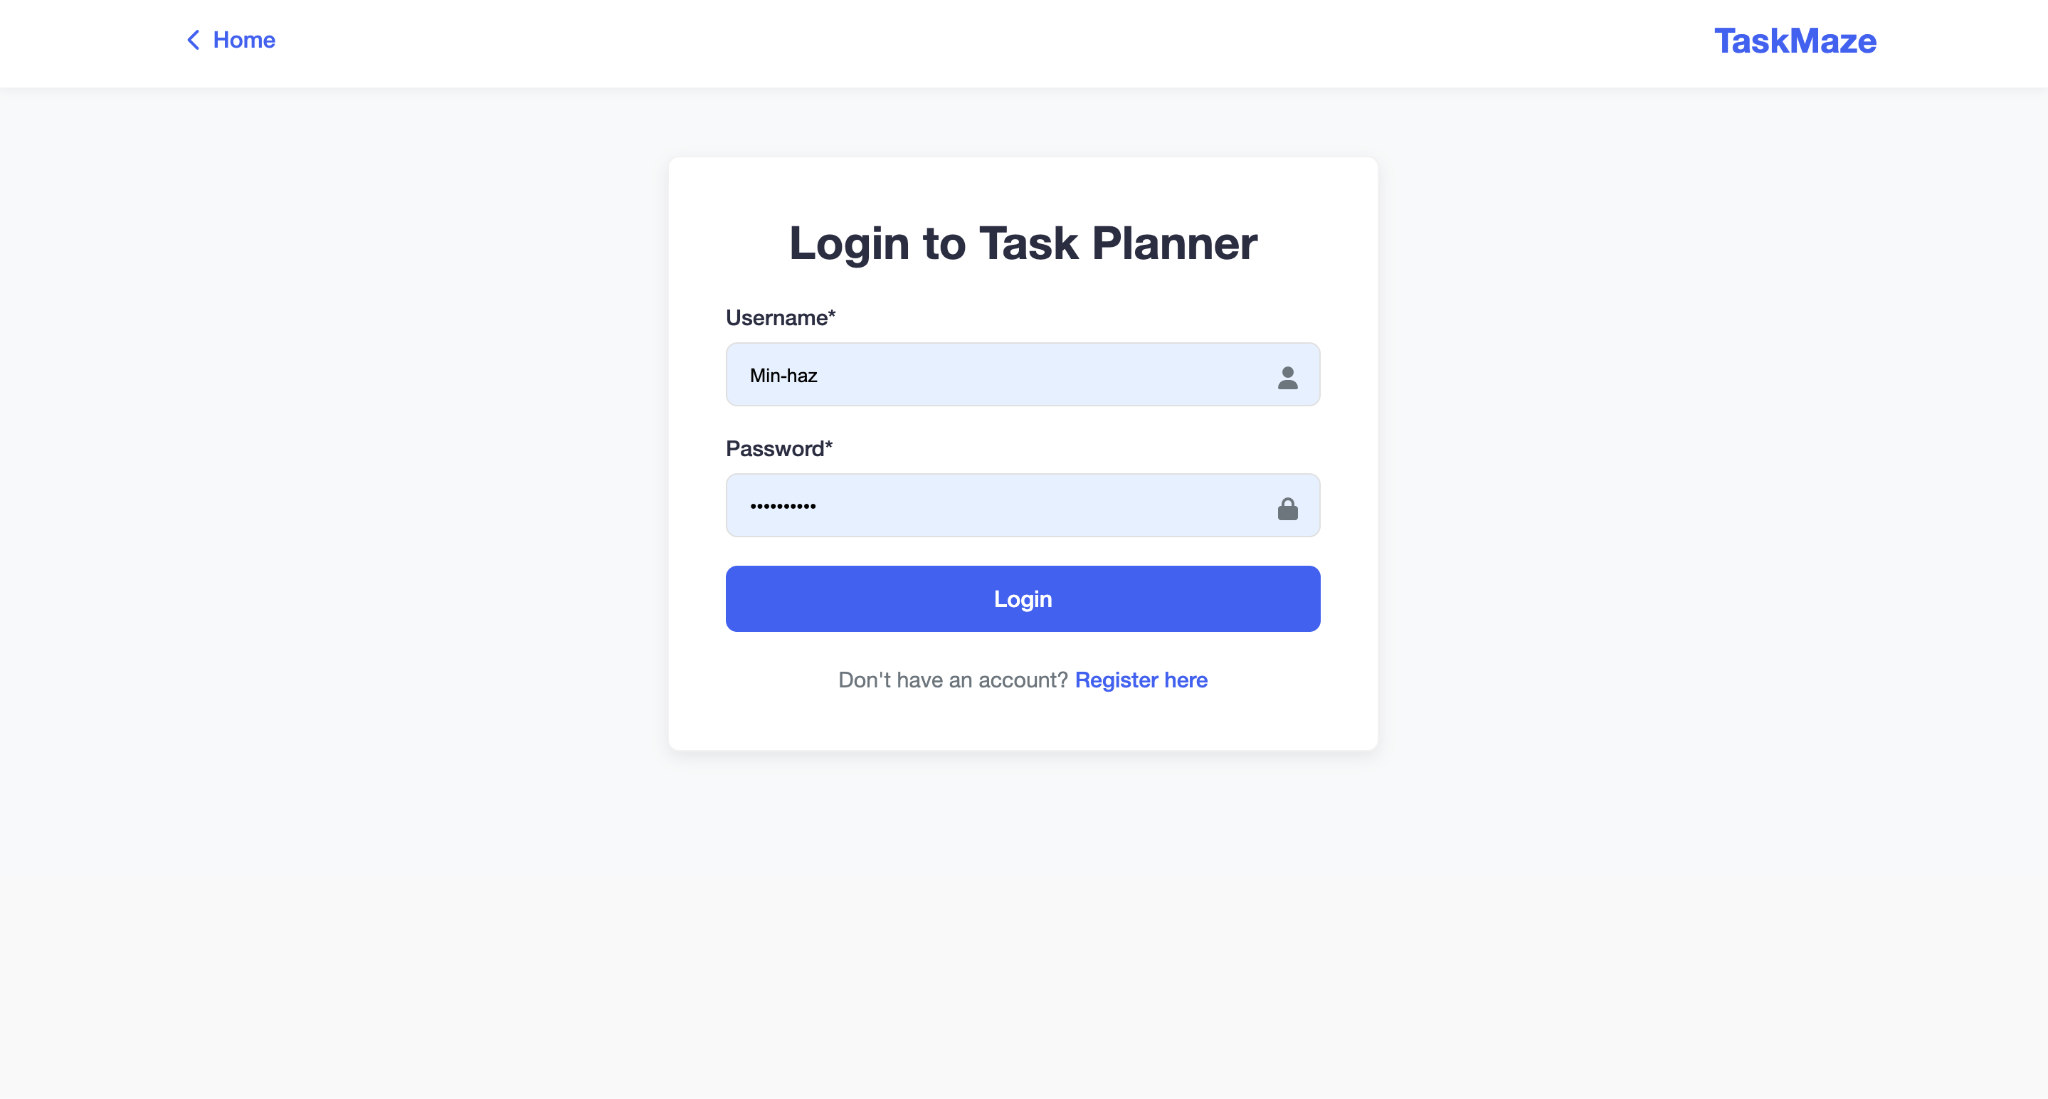 Home
TaskMaze
Login to Task Planner
Username*
Min-haz
Password*
••••••••••
Login
Don't have an account? Register here